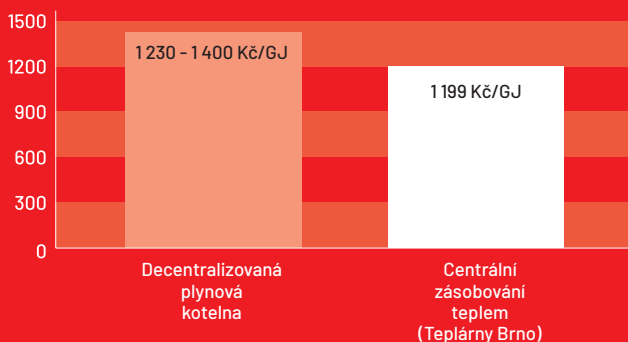 1500
1200
900
600
300
0
1 230 - 1 400 Kč/GJ
1 199 Kč/GJ
Decentralizovaná
plynová
kotelna
Centrální
zásobování
teplem
(Teplárny Brno)